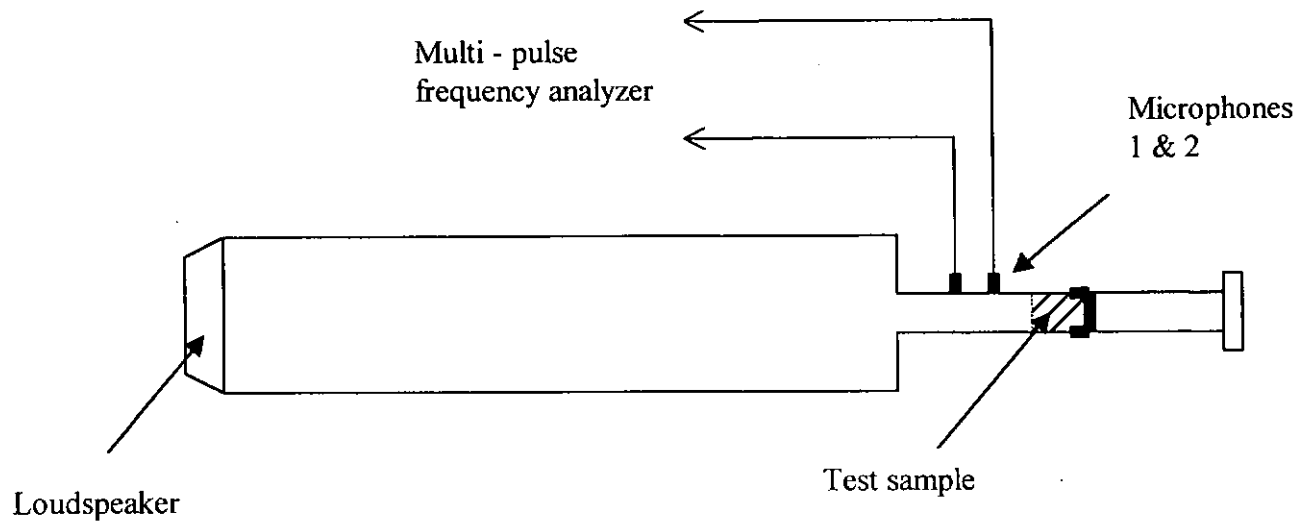 Multi - pulse
frequency analyzer
Microphones
1 & 2
Test sample
Loudspeaker